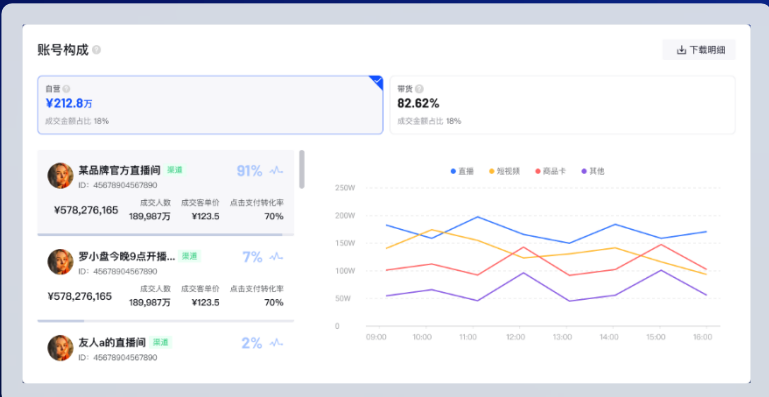 账号构成
下载明细
自营
¥212.8万
成交金额占比 18%
带货
82.62%
成交金额占比 18%
某品牌官方直播间 渠道 91%
ID: 45678904567890
成交人数 成交客单价 点击支付转化率
¥578,276,165 189,987万 ¥123.5 70%
罗小盘今晚9点开播... 渠道 7%
ID: 45678904567890
成交人数 成交客单价 点击支付转化率
¥578,276,165 189,987万 ¥123.5 70%
友人a的直播间 渠道 2%
ID: 45678904567890
直播 短视频 商品卡 其他
250W
200W
150W
100W
50W
0
09:00 10:00 11:00 12:00 13:00 14:00 15:00 16:00